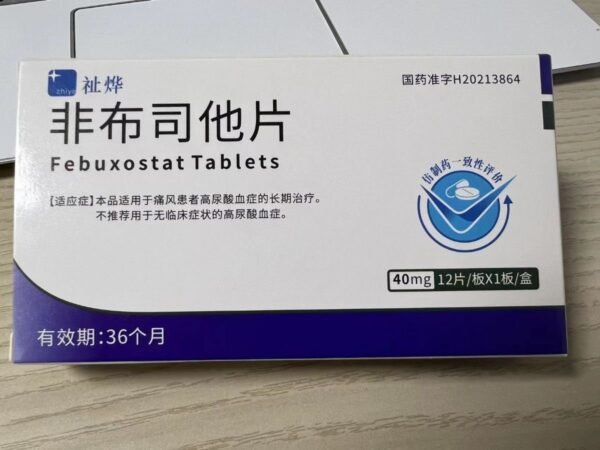 zhiye 祉烨
国药准字H20213864
非布司他片
Febuxostat Tablets
【适应症】本品适用于痛风患者高尿酸血症的长期治疗。
不推荐用于无临床症状的高尿酸血症。
仿制药一致性评价
40mg 12片/板X1板/盒
有效期:36个月